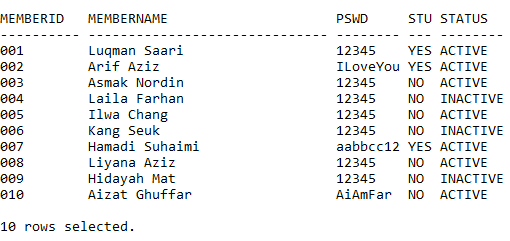 MEMBERID   MEMBERNAME                     PSWD     STU STATUS
---------- ------------------------------ -------- --- --------
001        Luqman Saari                   12345    YES ACTIVE
002        Arif Aziz                      ILoveYou YES ACTIVE
003        Asmak Nordin                   12345    NO  ACTIVE
004        Laila Farhan                   12345    NO  INACTIVE
005        Ilwa Chang                     12345    NO  ACTIVE
006        Kang Seuk                      12345    NO  INACTIVE
007        Hamadi Suhaimi                 aabbcc12 YES ACTIVE
008        Liyana Aziz                    12345    NO  ACTIVE
009        Hidayah Mat                    12345    NO  INACTIVE
010        Aizat Ghuffar                  AiAmFar  NO  ACTIVE

10 rows selected.